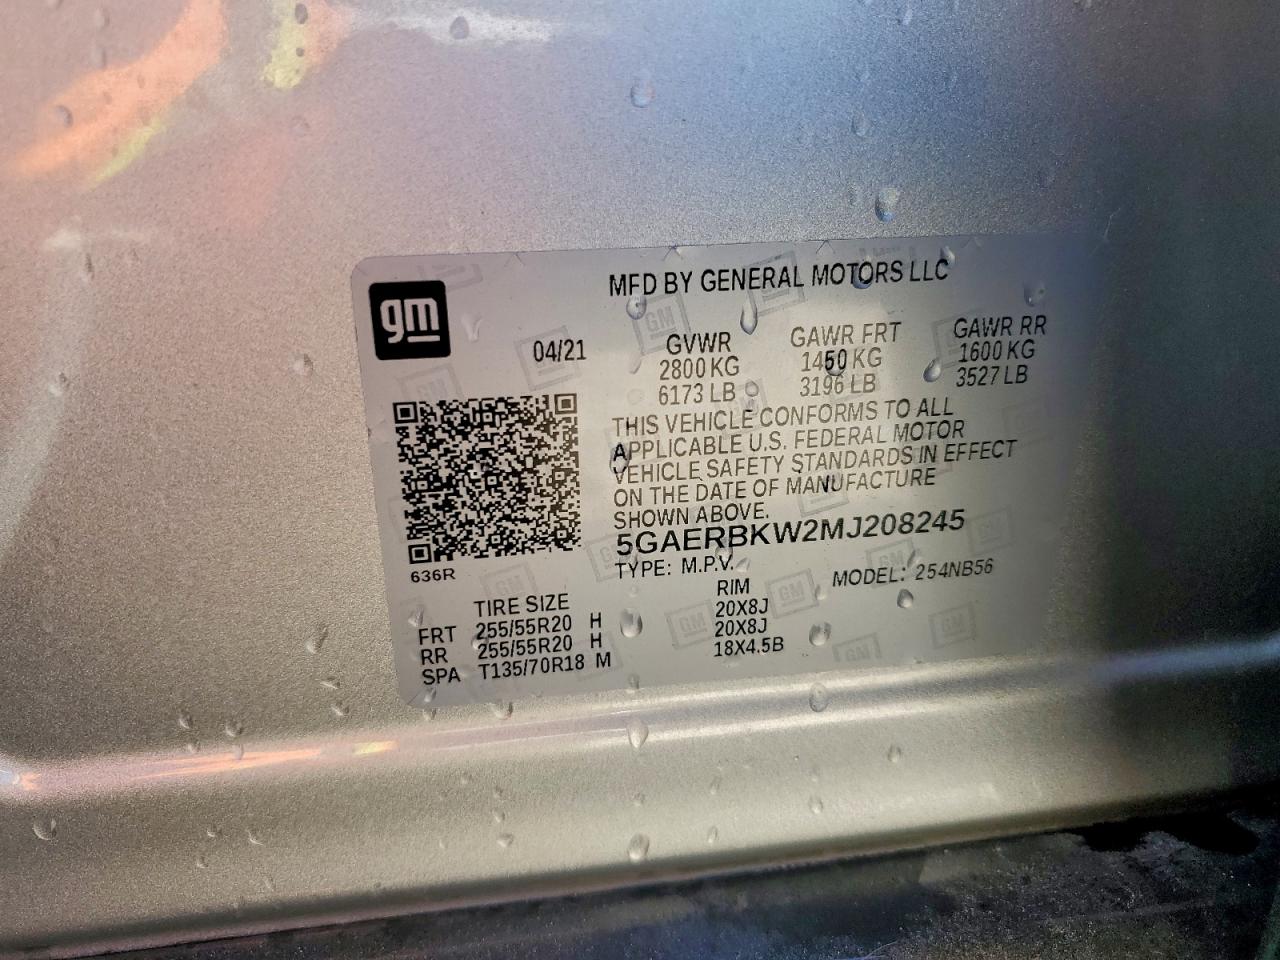 gm
MFD BY GENERAL MOTORS LLC
04/21 GVWR GAWR FRT GAWR RR
2800 KG 1450 KG 1600 KG
6173 LB 3196 LB 3527 LB
THIS VEHICLE CONFORMS TO ALL
APPLICABLE U.S. FEDERAL MOTOR
VEHICLE SAFETY STANDARDS IN EFFECT
ON THE DATE OF MANUFACTURE
SHOWN ABOVE.
5GAERBKW2MJ208245
636R
TYPE: M.P.V. MODEL: 254NB56
TIRE SIZE RIM
FRT 255/55R20 H 20X8J
RR 255/55R20 H 20X8J
SPA T135/70R18 M 18X4.5B